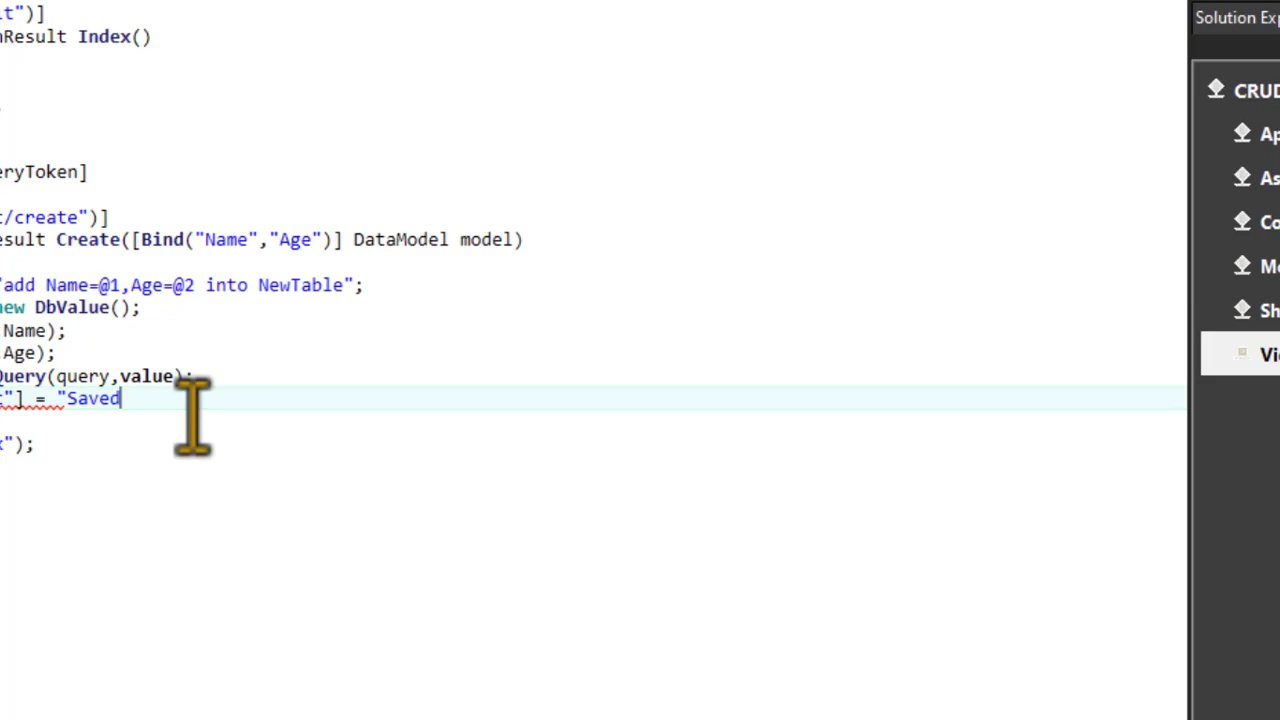 lt")]
nResult Index()
eryToken]
t/create")]
esult Create([Bind("Name","Age")] DataModel model)
"add Name=@1,Age=@2 into NewTable";
new DbValue();
.Name);
.Age);
Query(query,value);
t"] = "Saved
x");
Solution Exp
CRUD
Ap
As
Co
Mo
Sh
Vi